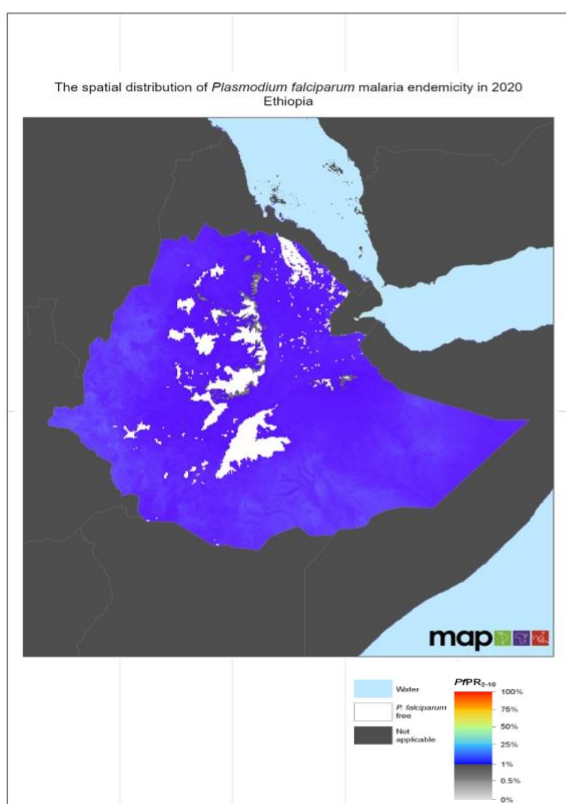 The spatial distribution of Plasmodium falciparum malaria endemicity in 2020
Ethiopia
map
Water
P. falciparum
free
Not
applicable
PfPR₂₋₁₀
100%
75%
50%
25%
1%
0.5%
0%